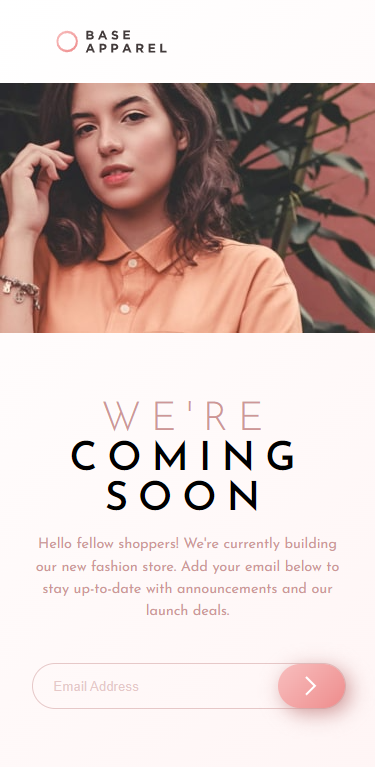 BASE
APPAREL
WE'RE
COMING
SOON
Hello fellow shoppers! We're currently building
our new fashion store. Add your email below to
stay up-to-date with announcements and our
launch deals.
Email Address